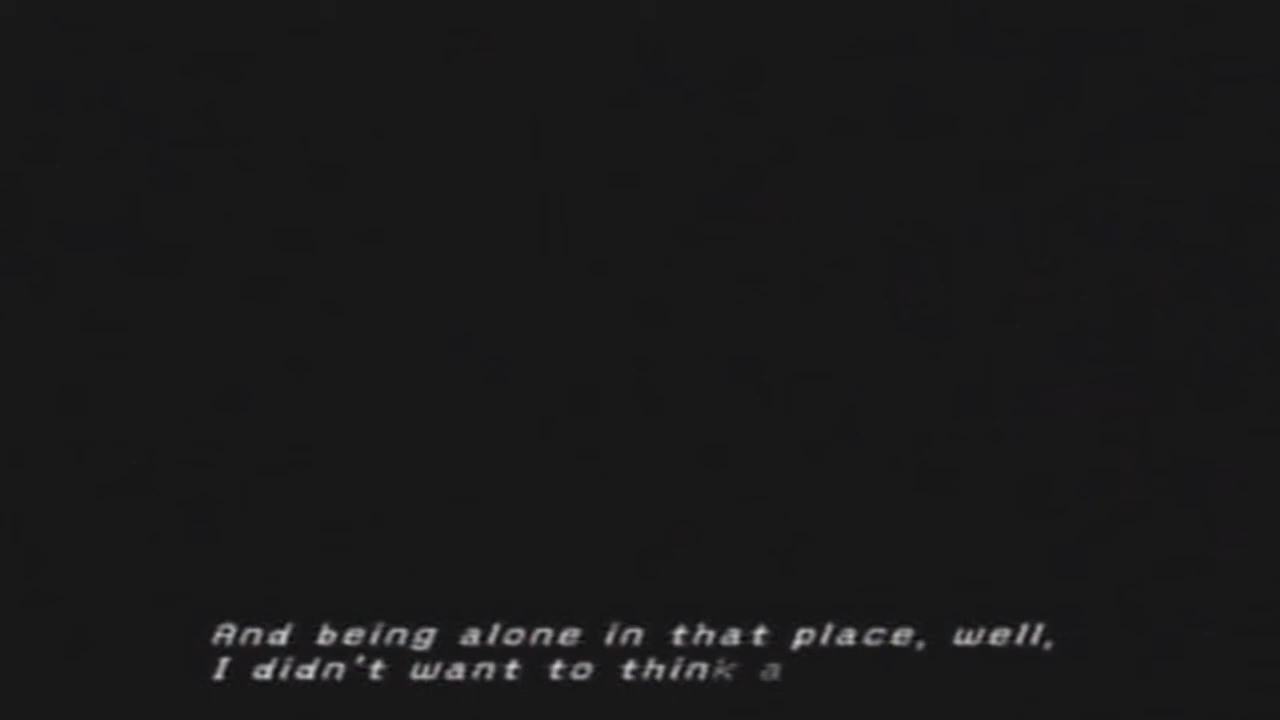 And being alone in that place, well,
I didn't want to think a